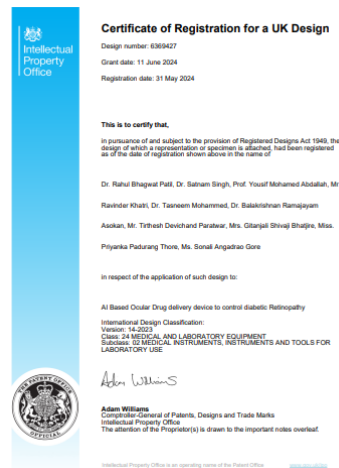 Intellectual
Property
Office
Certificate of Registration for a UK Design
Design number: 6369427
Grant date: 11 June 2024
Registration date: 31 May 2024
This is to certify that,
in pursuance of and subject to the provision of Registered Designs Act 1949, the
design of which a representation or specimen is attached, had been registered
as of the date of registration shown above in the name of
Dr. Rahul Bhagwat Patil, Dr. Satnam Singh, Prof. Yousif Mohamed Abdallah, Mr
Ravinder Khatri, Dr. Tasneem Mohammed, Dr. Balakrishnan Ramajayam
Asokan, Mr. Tirthesh Devichand Paratwar, Mrs. Gitanjali Shivaji Bhatjire, Miss.
Priyanka Padurang Thore, Ms. Sonali Angadrao Gore
in respect of the application of such design to:
AI Based Ocular Drug delivery device to control diabetic Retinopathy
International Design Classification:
Version: 14-2023
Class: 24 MEDICAL AND LABORATORY EQUIPMENT
Subclass: 02 MEDICAL INSTRUMENTS, INSTRUMENTS AND TOOLS FOR
LABORATORY USE
Adam Williams
Adam Williams
Comptroller-General of Patents, Designs and Trade Marks
Intellectual Property Office
The attention of the Proprietor(s) is drawn to the important notes overleaf.
THE PATENT OFFICE
OFFICIAL
Intellectual Property Office is an operating name of the Patent Office
www.gov.uk/ipo